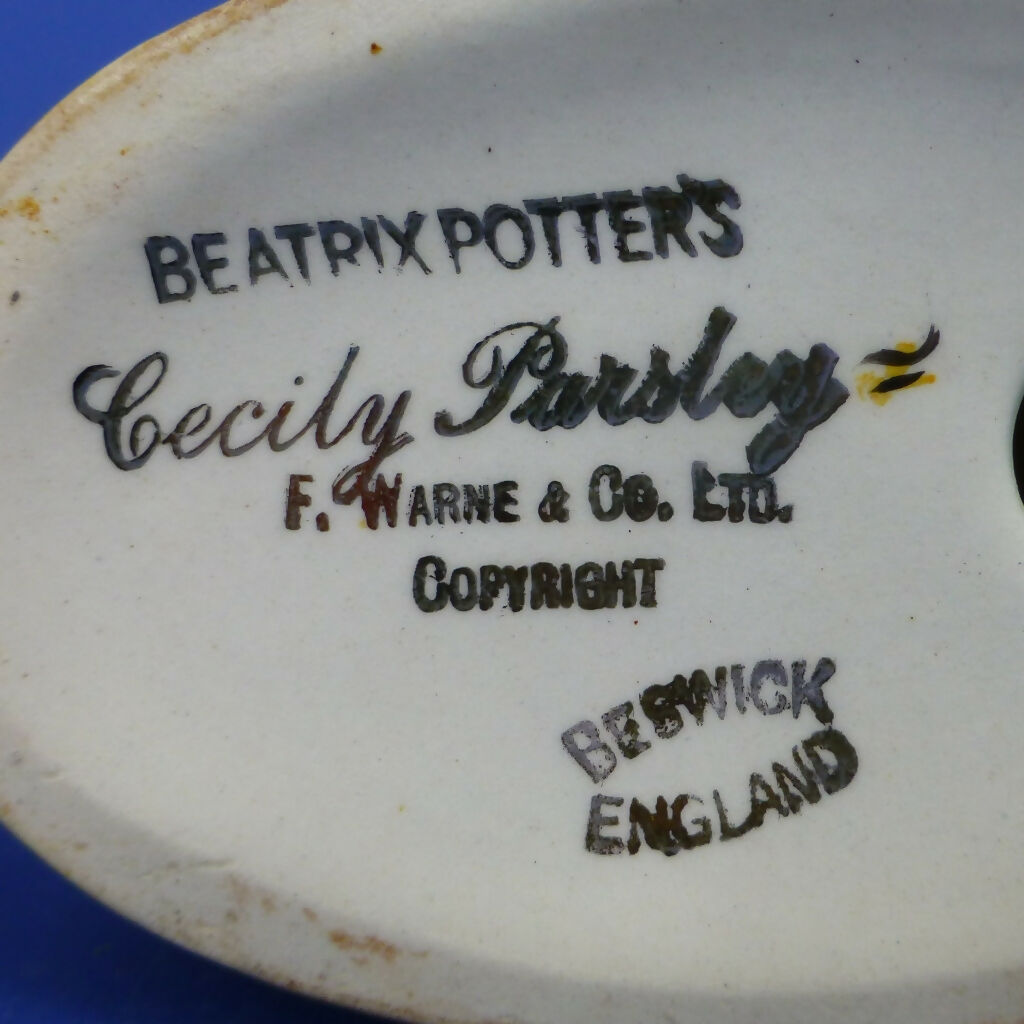 BEATRIX POTTER'S
Cecily Parsley
F. WARNE & CO. LTD.
COPYRIGHT
BESWICK
ENGLAND